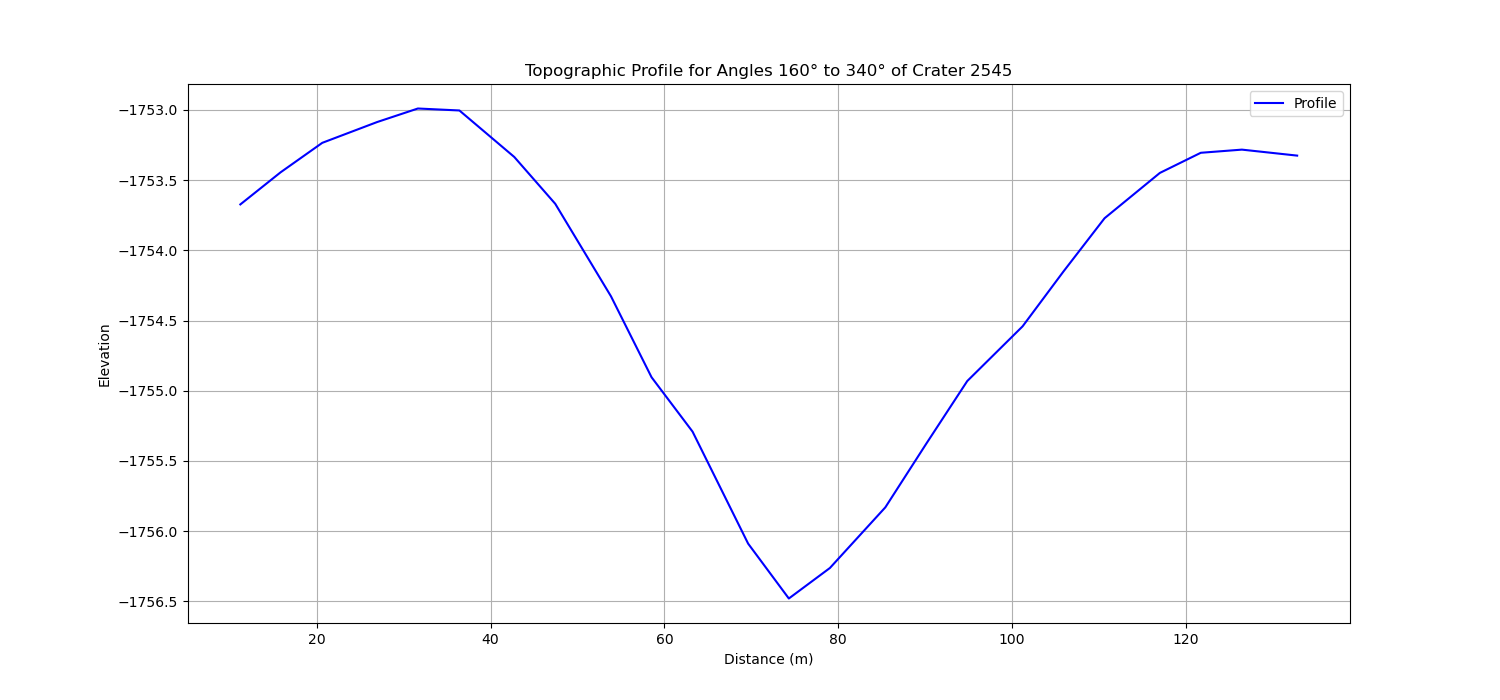 Topographic Profile for Angles 160° to 340° of Crater 2545
Profile
−1753.0
−1753.5
−1754.0
−1754.5
−1755.0
−1755.5
−1756.0
−1756.5
Elevation
20 40 60 80 100 120
Distance (m)